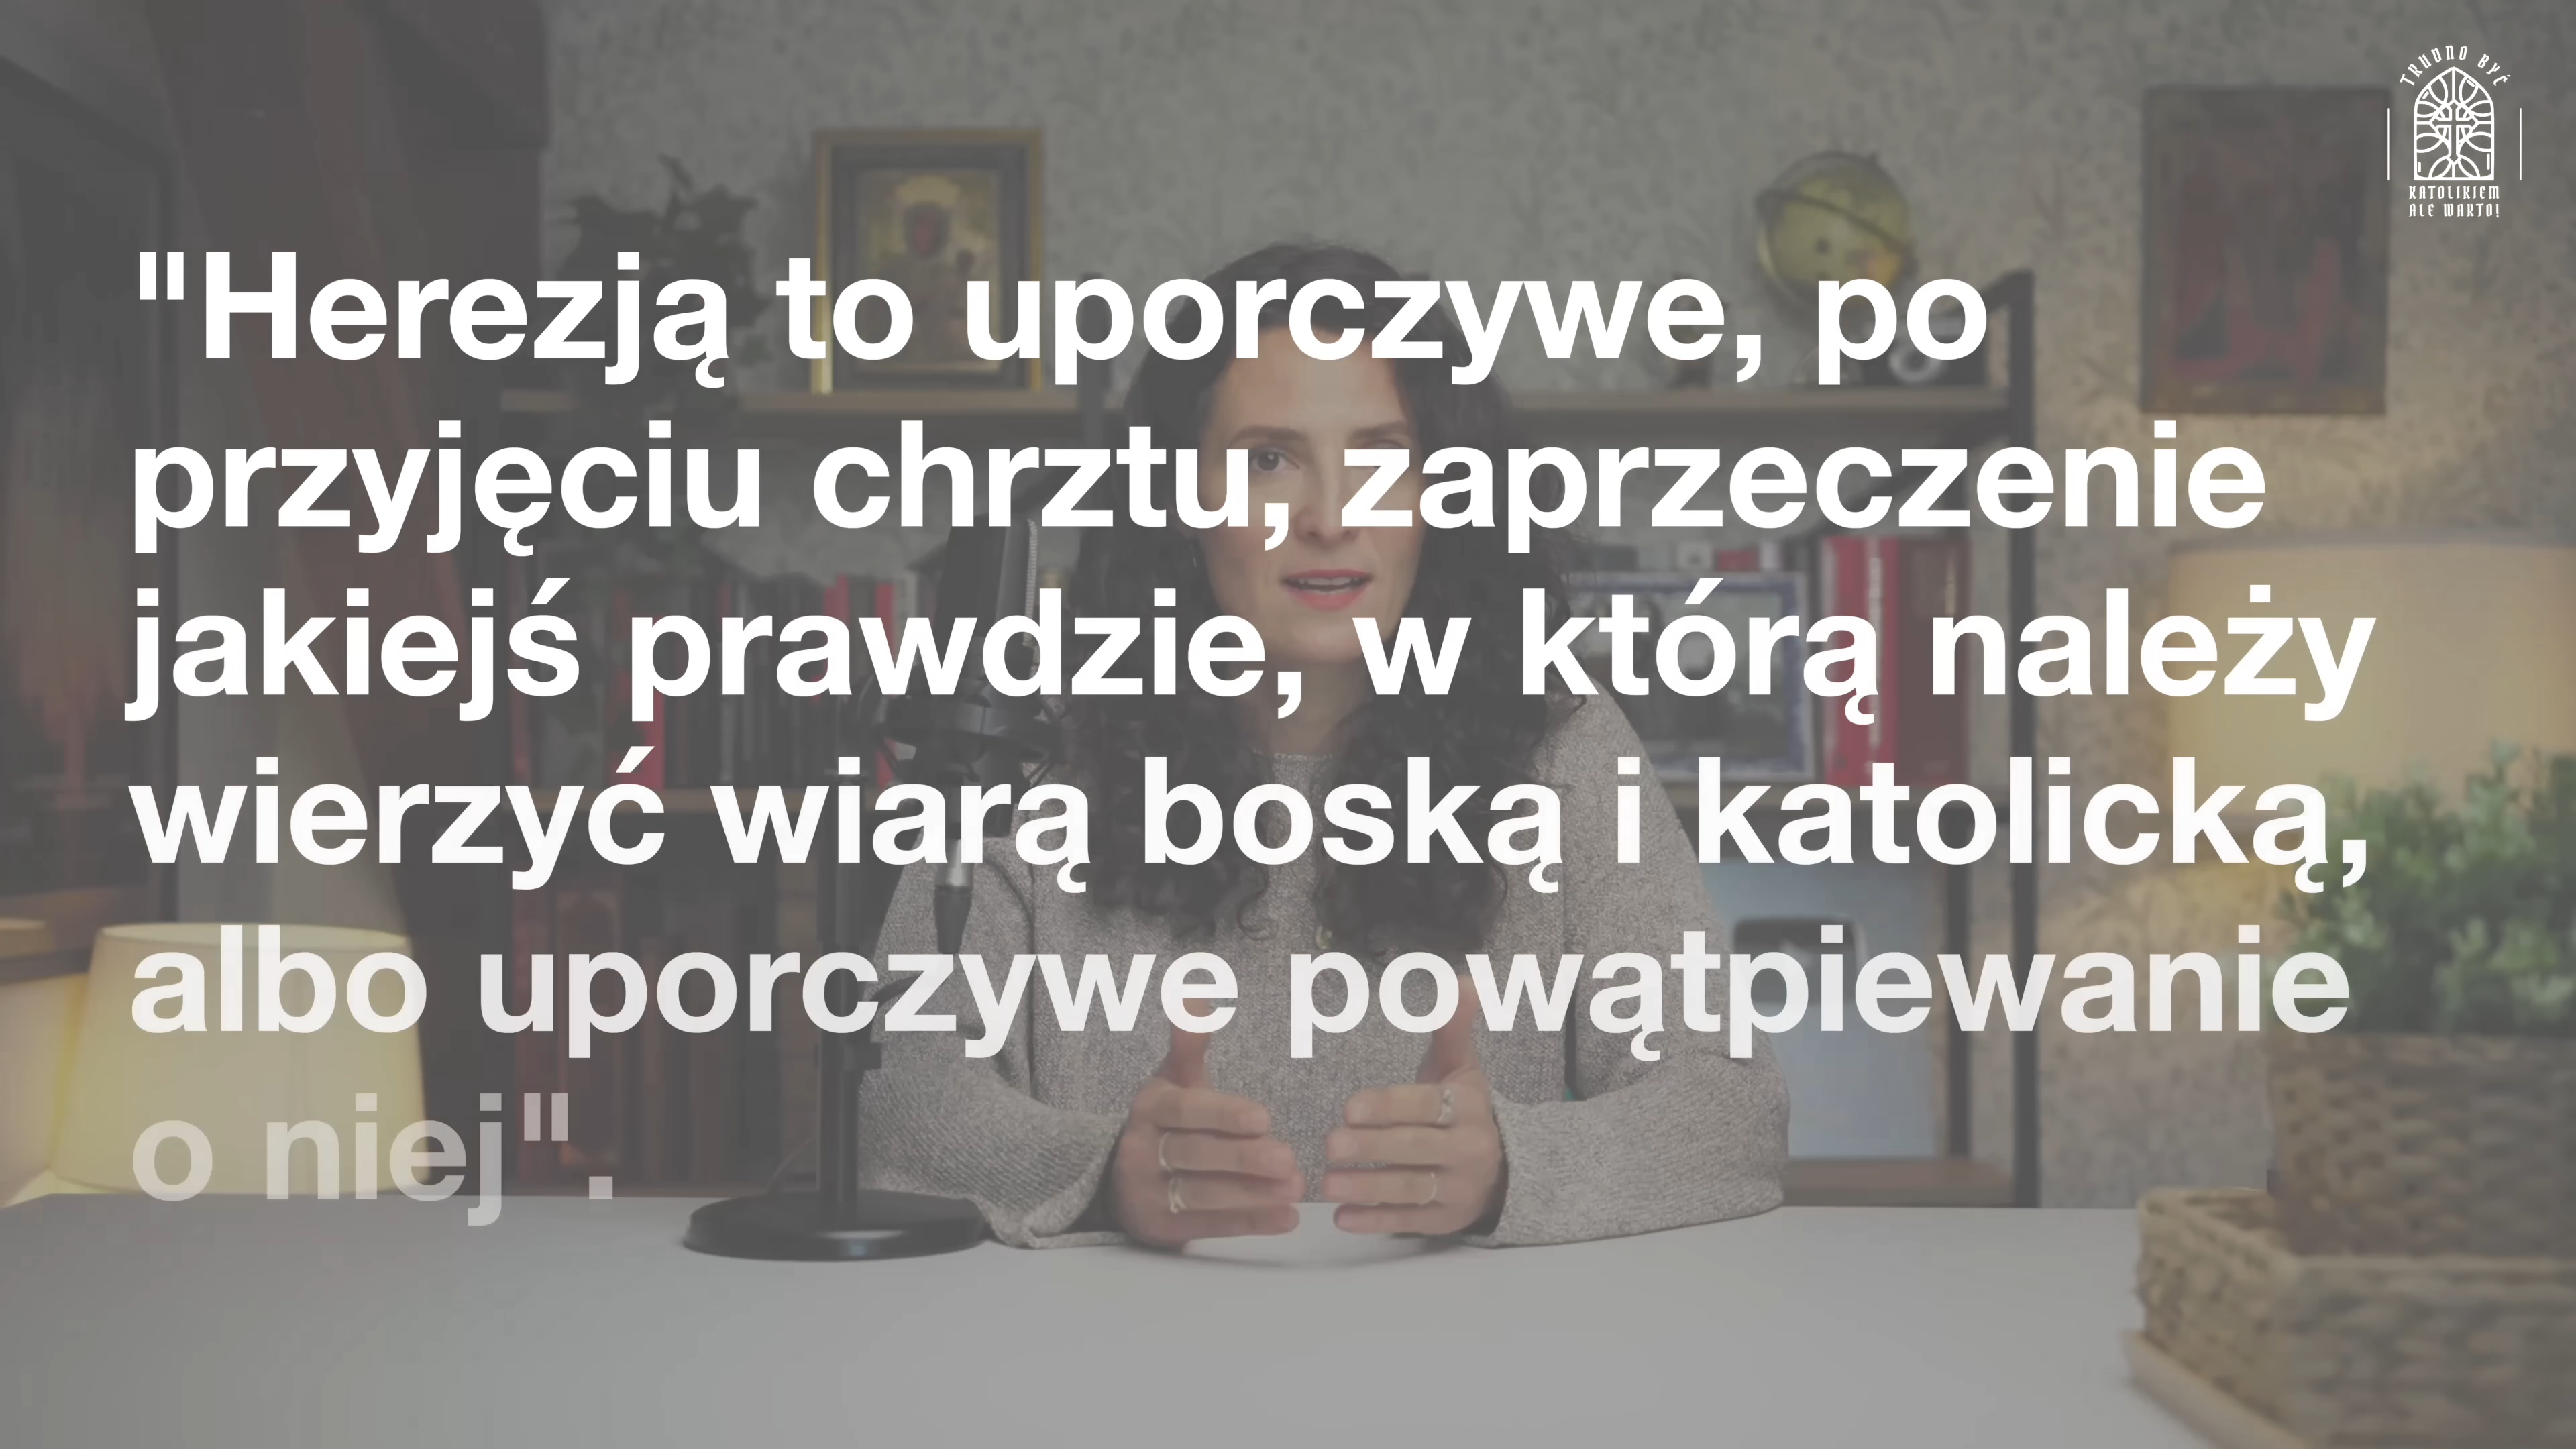 TRUDNO BYĆ
KATOLIKIEM
ALE WARTO!
"Herezją to uporczywe, po
przyjęciu chrztu, zaprzeczenie
jakiejś prawdzie, w którą należy
wierzyć wiarą boską i katolicką,
albo uporczywe powątpiewanie
o niej".